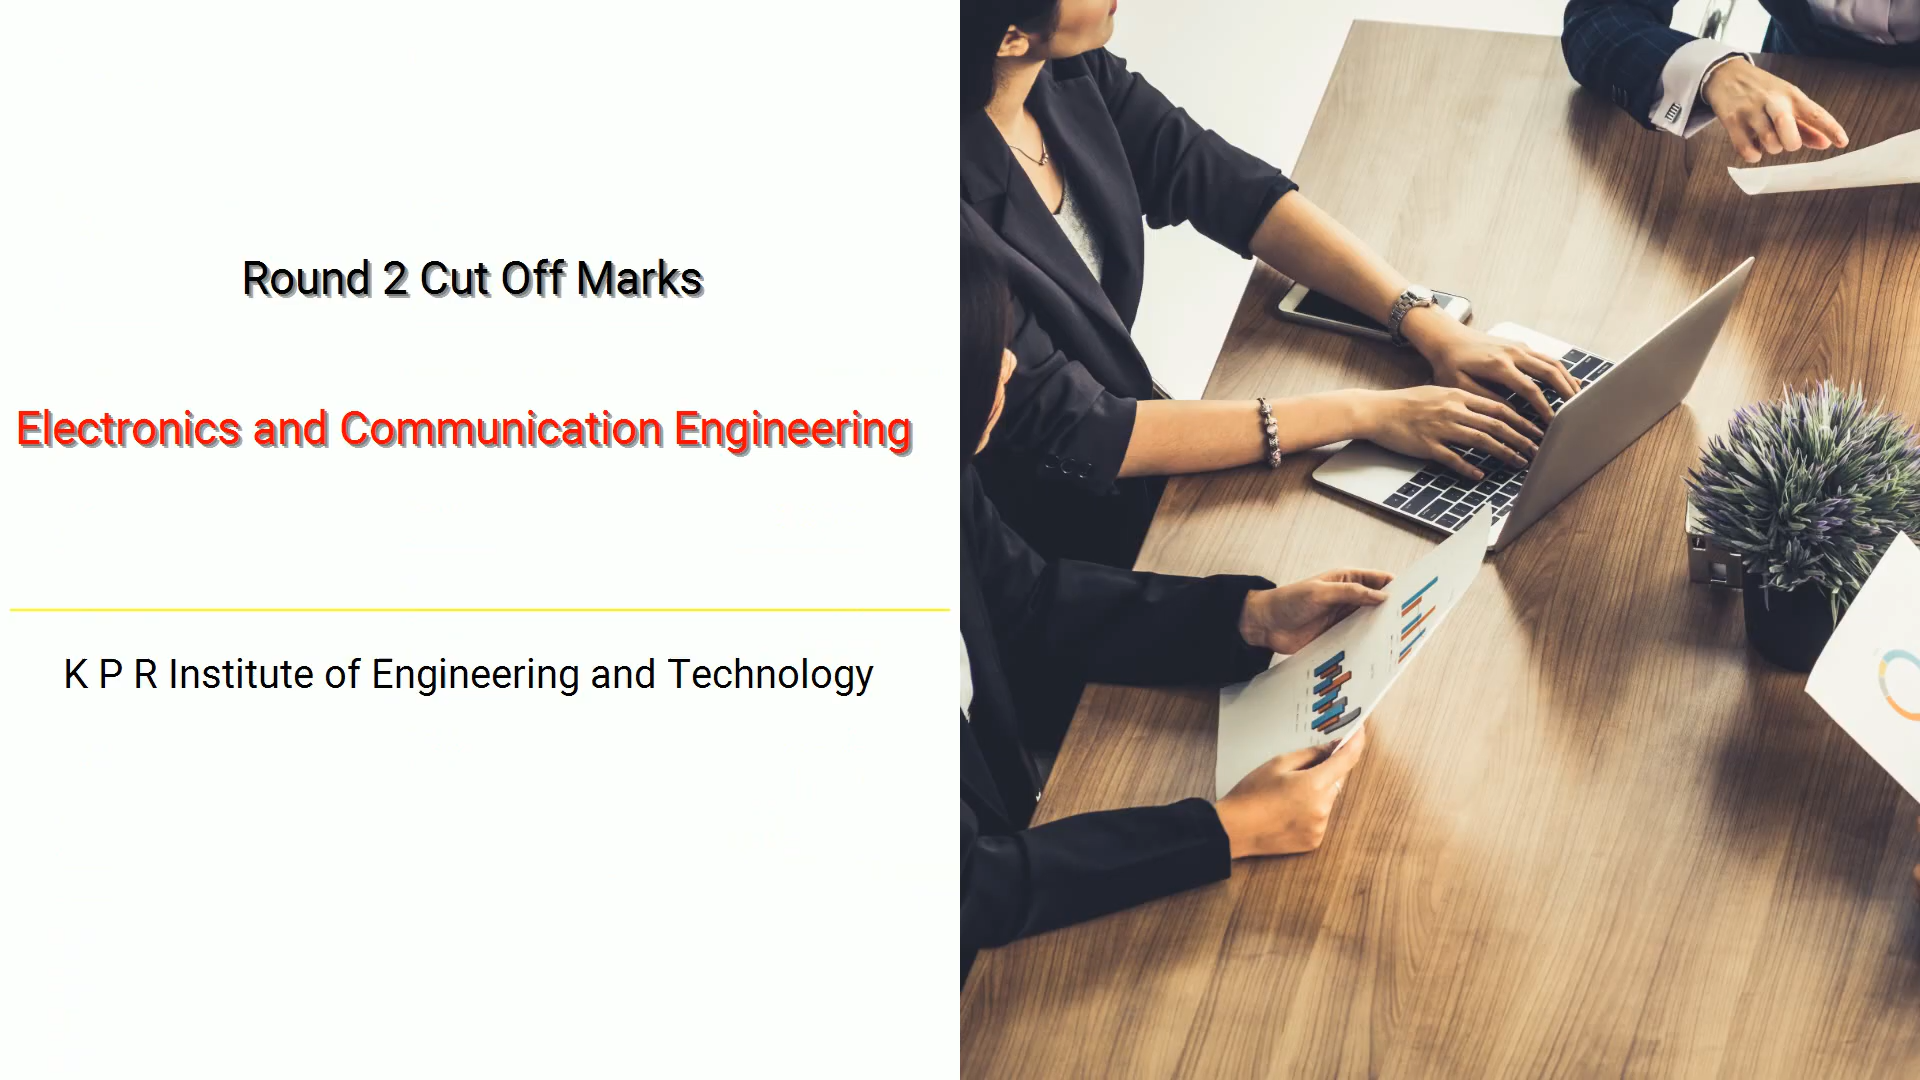 Round 2 Cut Off Marks
Electronics and Communication Engineering
K P R Institute of Engineering and Technology